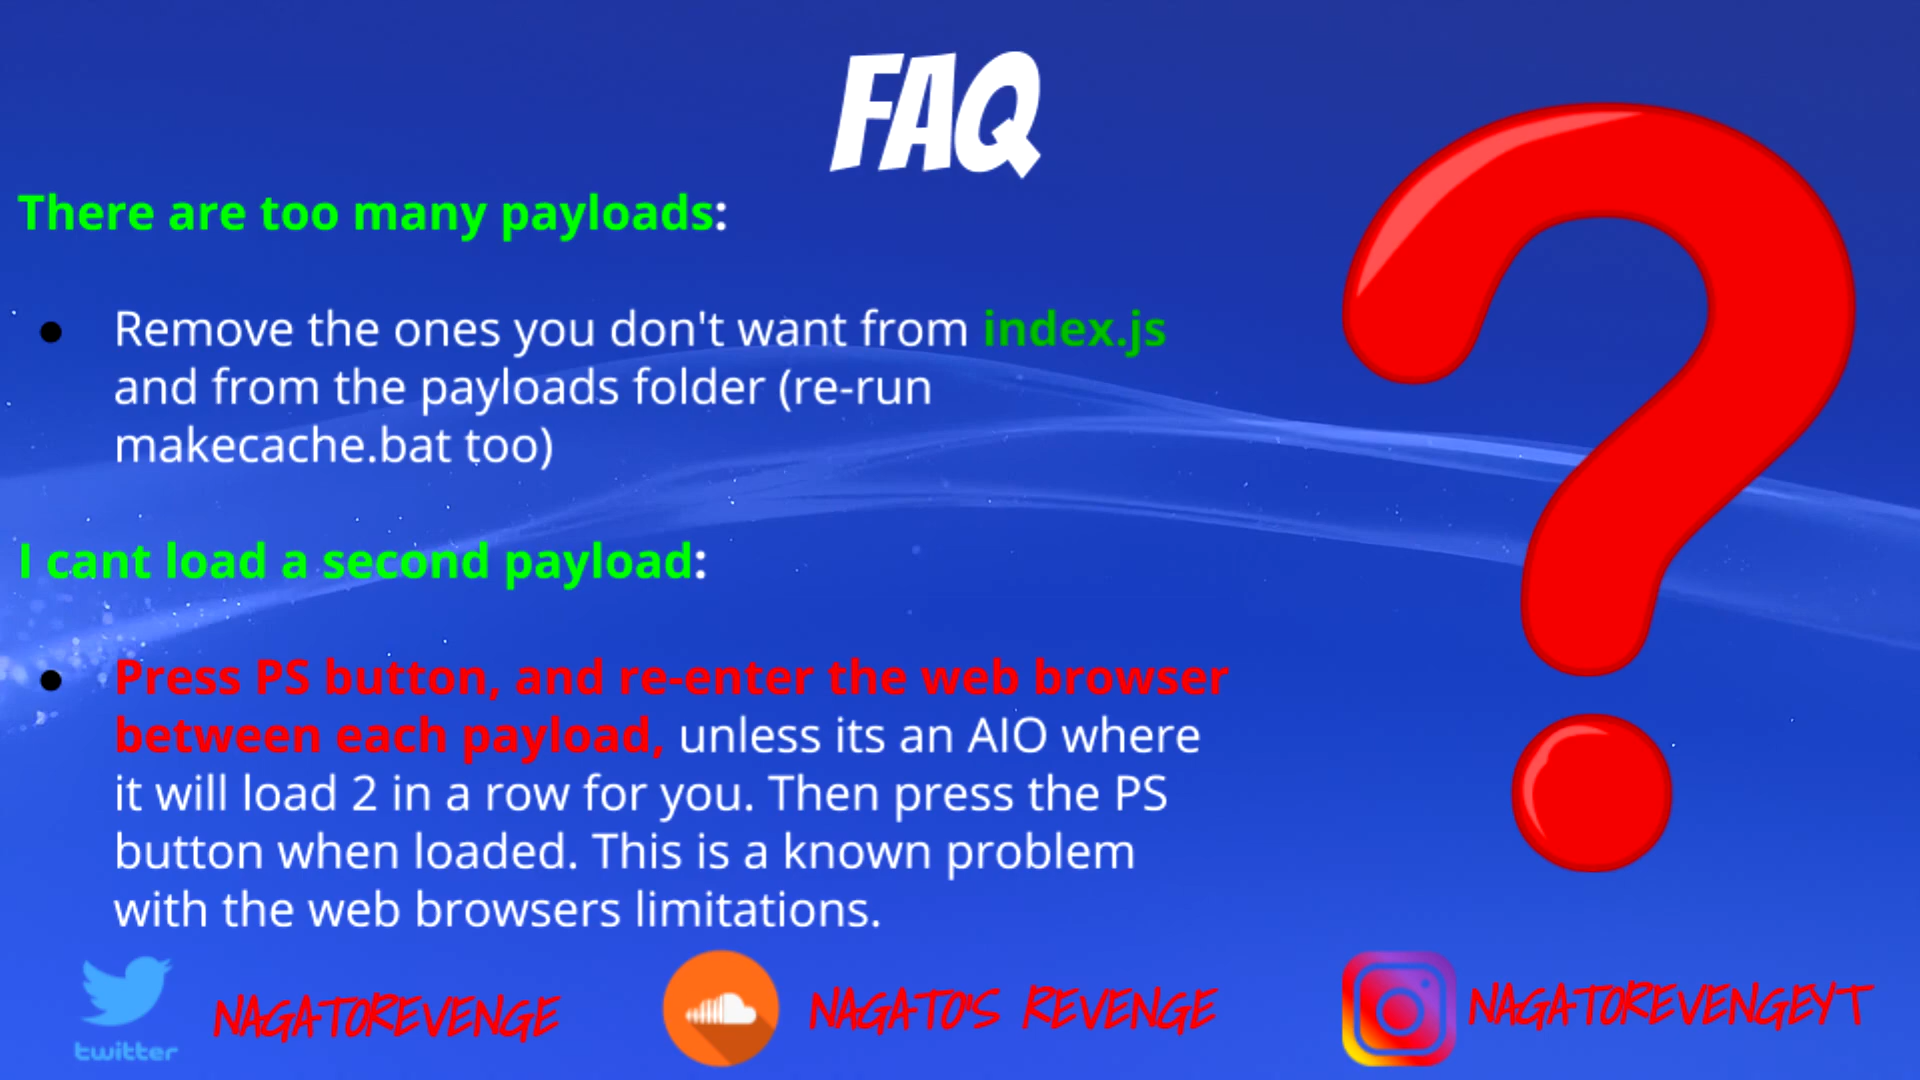 FAQ
There are too many payloads:
● Remove the ones you don't want from index.js
and from the payloads folder (re-run
makecache.bat too)
I cant load a second payload:
● Press PS button, and re-enter the web browser
between each payload, unless its an AIO where
it will load 2 in a row for you. Then press the PS
button when loaded. This is a known problem
with the web browsers limitations.
twitter
NAGATOREVENGE
NAGATO'S REVENGE
NAGATOREVENGEYT